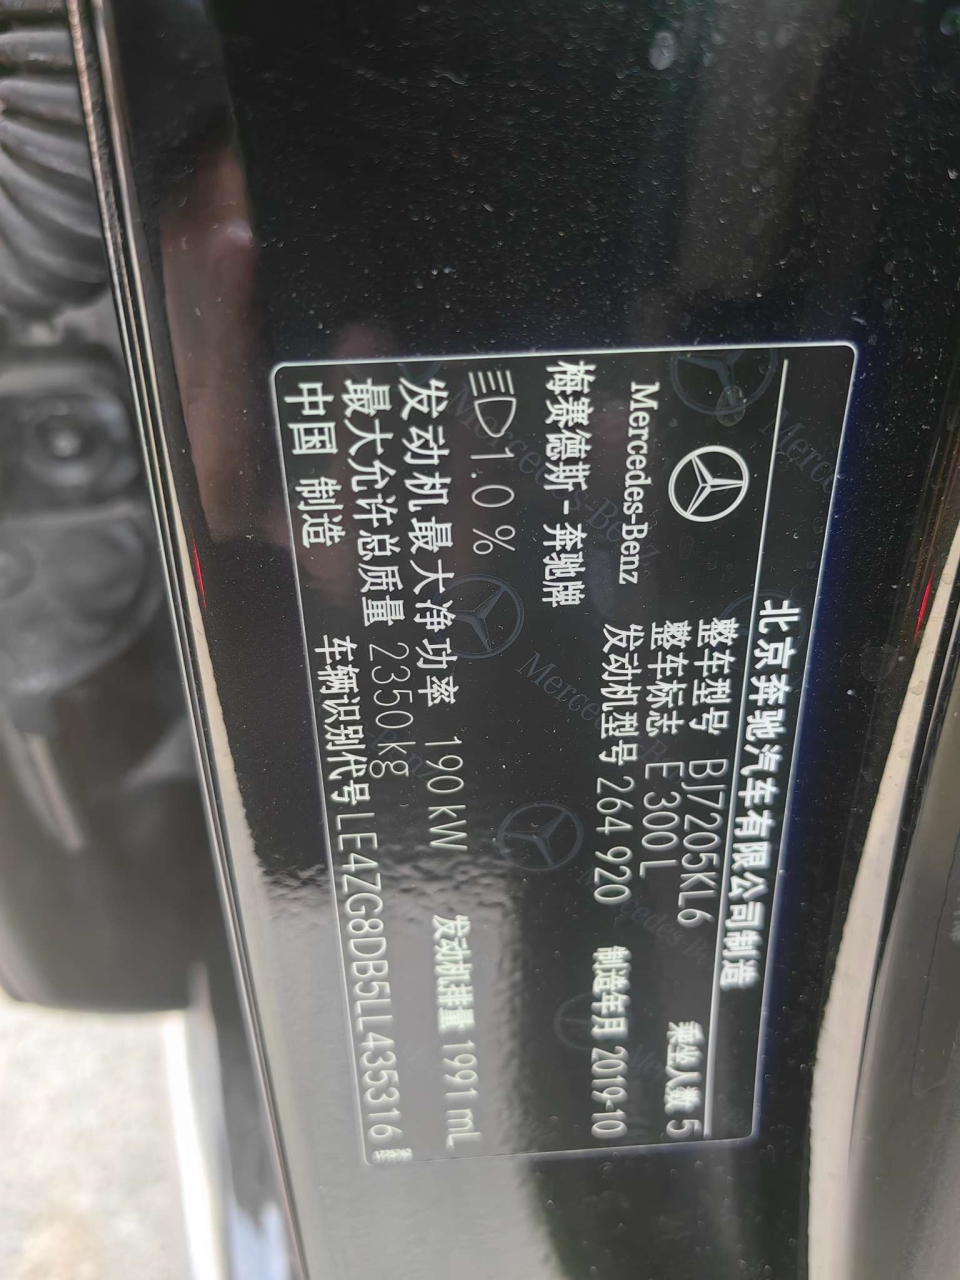 北京奔驰汽车有限公司制造
Mercedes-Benz
整车型号 BJ7205KL6
整车标志 E 300 L
乘坐人数 5
梅赛德斯-奔驰牌
发动机型号 264 920
制造年月 2019-10
1.0 %
发动机最大净功率 190 kW
发动机排量 1991 mL
最大允许总质量 2350 kg
中国 制造
车辆识别代号 LE4ZG8DB5LL435316